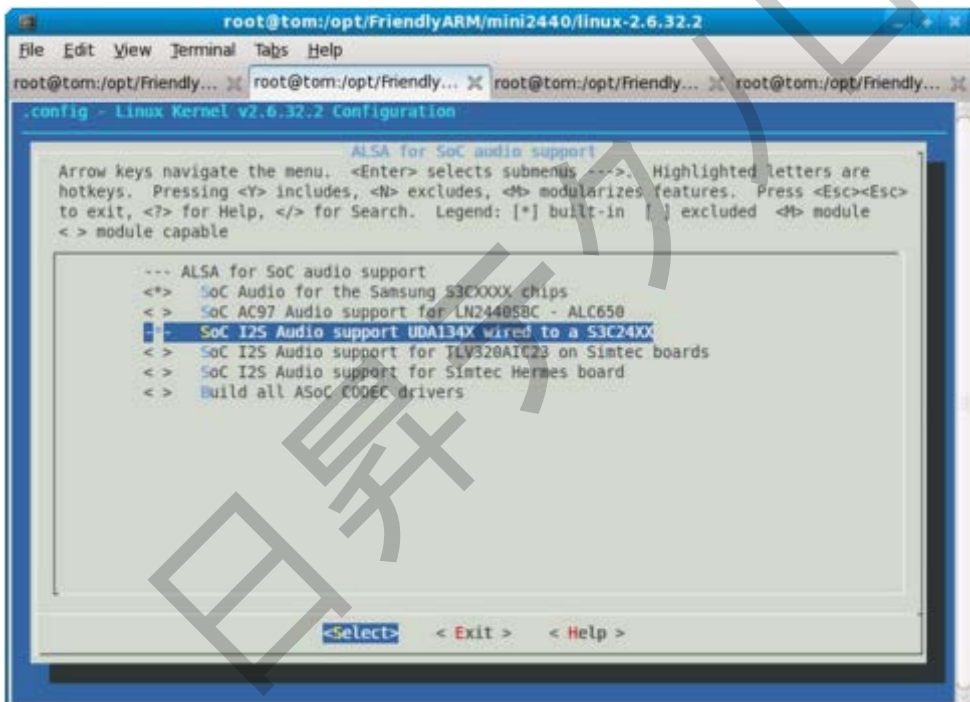 root@tom:/opt/FriendlyARM/mini2440/linux-2.6.32.2
File Edit View Terminal Tabs Help
root@tom:/opt/Friendly... root@tom:/opt/Friendly... root@tom:/opt/Friendly... root@tom:/opt/Friendly...
.config - Linux Kernel v2.6.32.2 Configuration
ALSA for SoC audio support
Arrow keys navigate the menu. <Enter> selects submenus --->. Highlighted letters are
hotkeys. Pressing <Y> includes, <N> excludes, <M> modularizes features. Press <Esc><Esc>
to exit, <?> for Help, </> for Search. Legend: [*] built-in [ ] excluded <M> module
< > module capable
--- ALSA for SoC audio support
<*> SoC Audio for the Samsung S3CXXXX chips
< > SoC AC97 Audio support for LN2440SBC - ALC650
-*- SoC I2S Audio support UDA134X wired to a S3C24XX
< > SoC I2S Audio support for TLV320AIC23 on Simtec boards
< > SoC I2S Audio support for Simtec Hermes board
< > Build all ASoC CODEC drivers
<Select> < Exit > < Help >
日昇テクノ